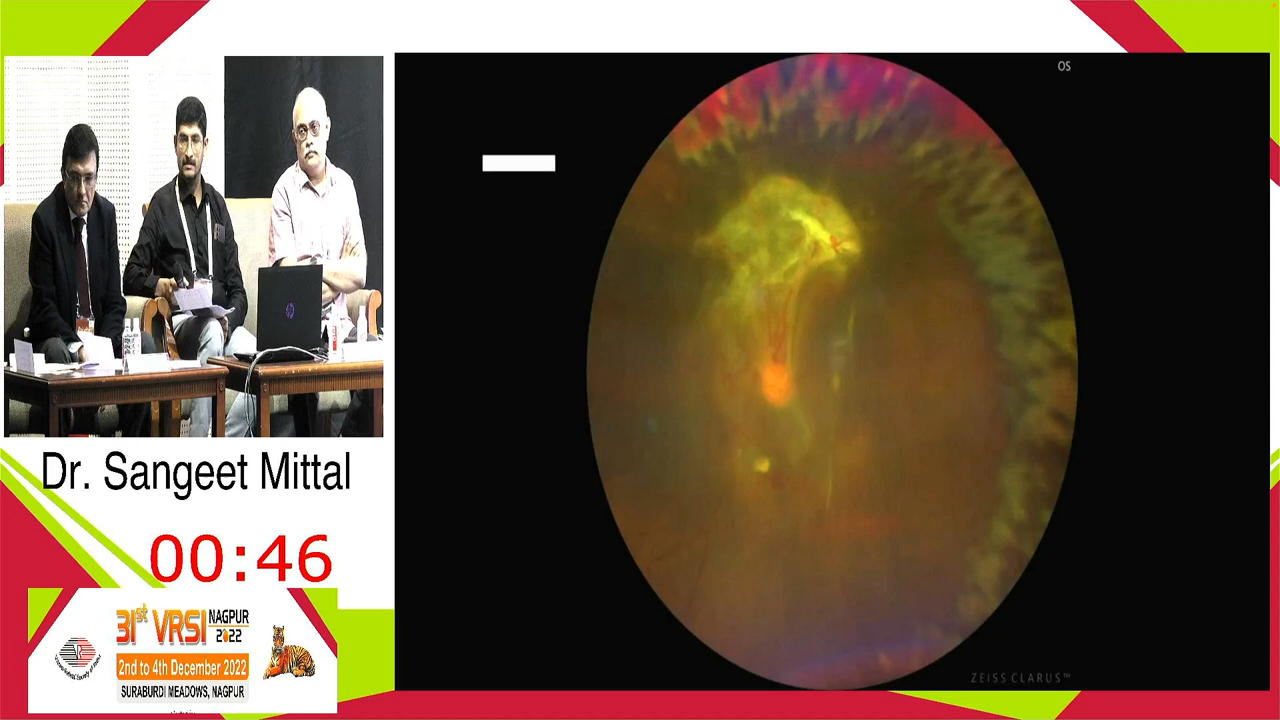 OS
Dr. Sangeet Mittal
00:46
31st VRSI NAGPUR 2022
2nd to 4th December 2022
SURABURDI MEADOWS, NAGPUR
ZEISS CLARUS™